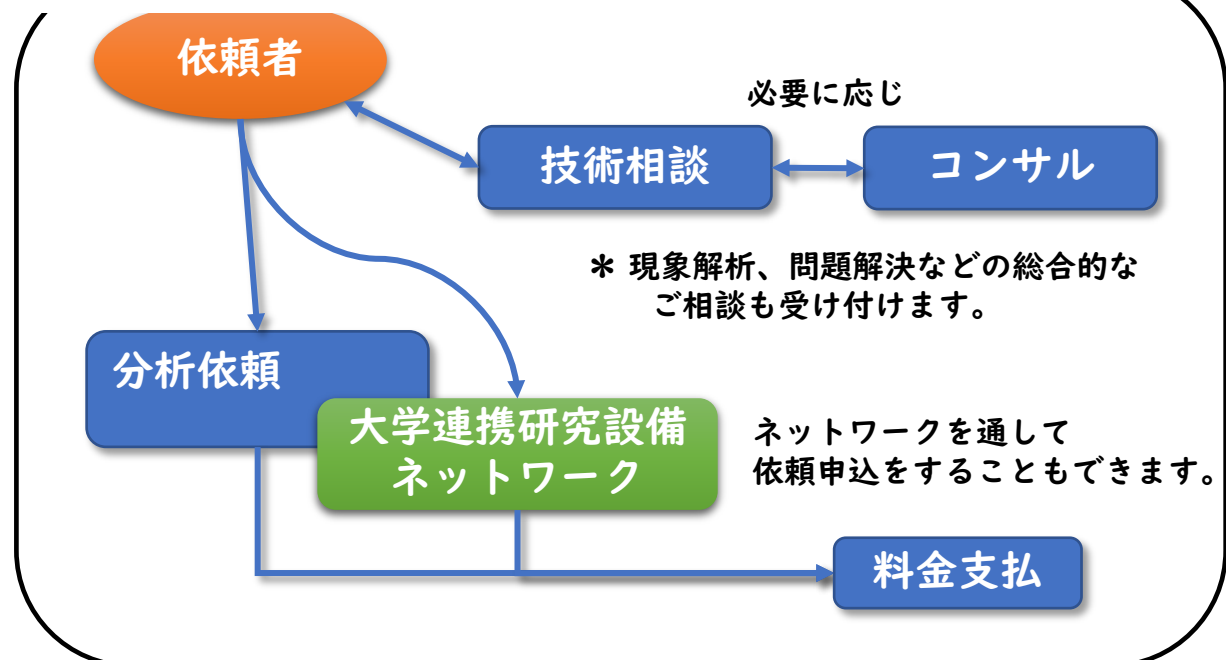 依頼者
必要に応じ
技術相談
コンサル
＊ 現象解析、問題解決などの総合的な
ご相談も受け付けます。
分析依頼
大学連携研究設備
ネットワーク
ネットワークを通して
依頼申込をすることもできます。
料金支払